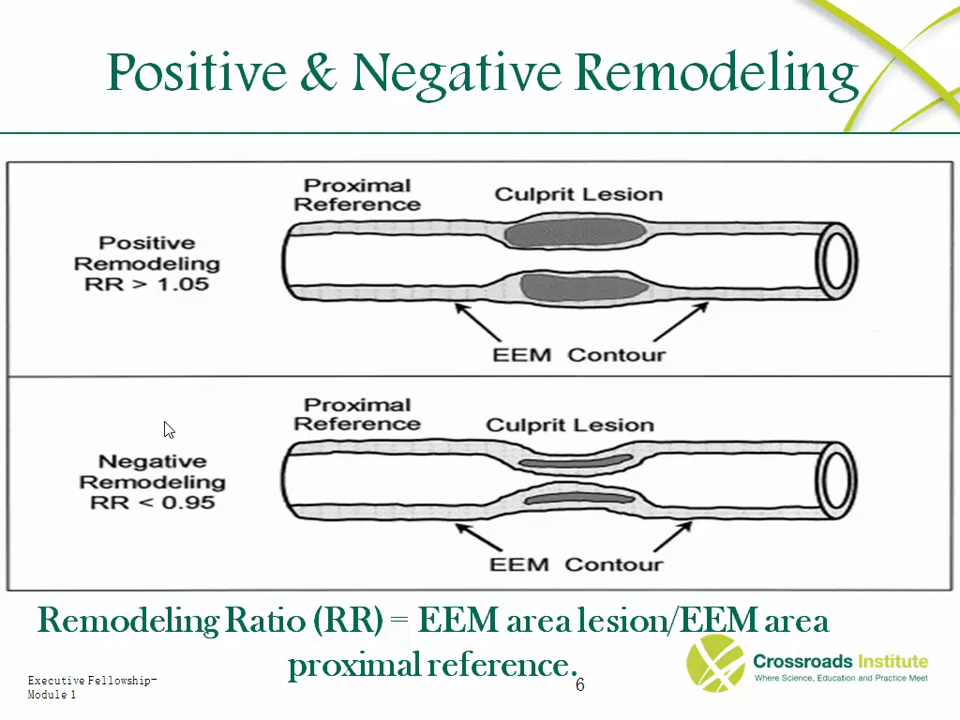 Positive & Negative Remodeling
Proximal
Reference
Culprit Lesion
Positive
Remodeling
RR > 1.05
EEM Contour
Proximal
Reference
Culprit Lesion
Negative
Remodeling
RR < 0.95
EEM Contour
Remodeling Ratio (RR) = EEM area lesion/EEM area
proximal reference.
Crossroads Institute
Where Science, Education and Practice Meet
Executive Fellowship-
Module 1
6